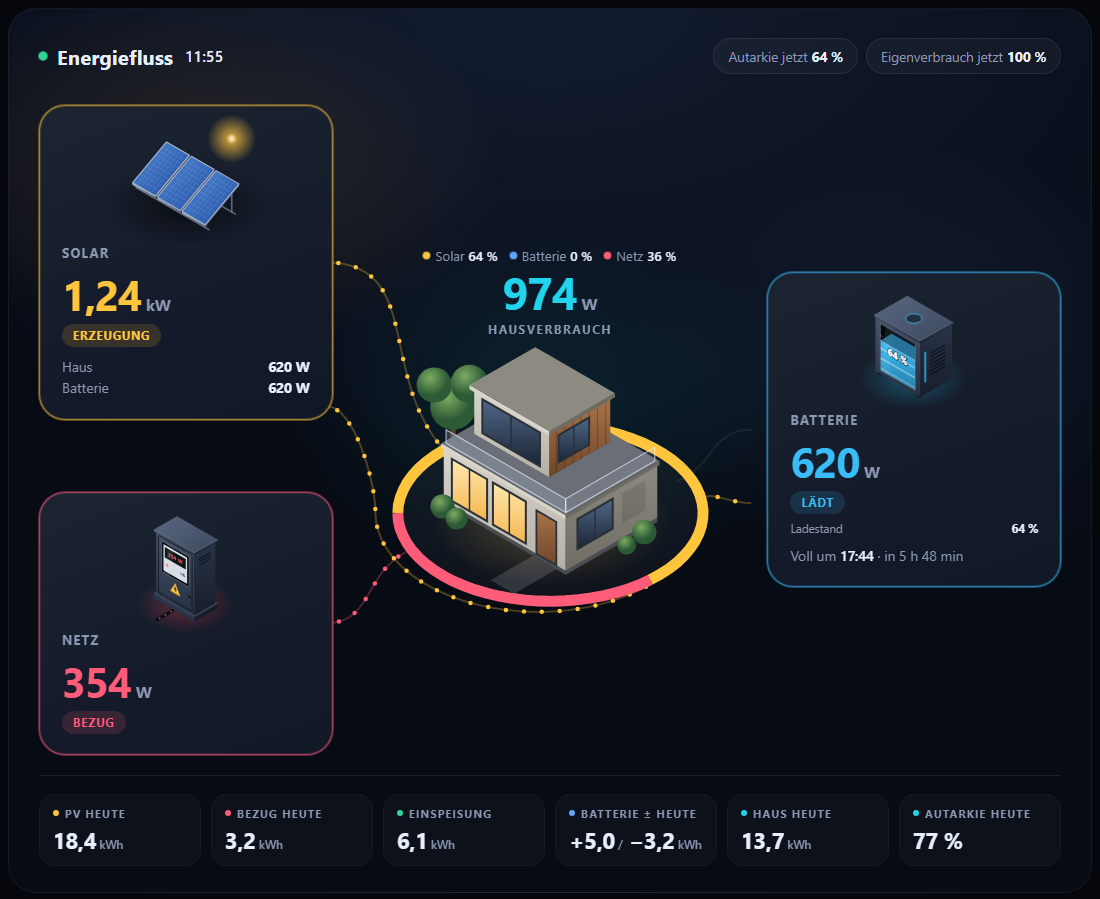 Energiefluss 11:55
Autarkie jetzt 64 %
Eigenverbrauch jetzt 100 %
SOLAR
1,24 kW
ERZEUGUNG
Haus 620 W
Batterie 620 W
Solar 64 % Batterie 0 % Netz 36 %
974 W
HAUSVERBRAUCH
64 %
BATTERIE
620 W
LÄDT
Ladestand 64 %
Voll um 17:44 · in 5 h 48 min
354 W
NETZ
354 W
BEZUG
PV HEUTE
18,4 kWh
BEZUG HEUTE
3,2 kWh
EINSPEISUNG
6,1 kWh
BATTERIE ± HEUTE
+5,0 / −3,2 kWh
HAUS HEUTE
13,7 kWh
AUTARKIE HEUTE
77 %